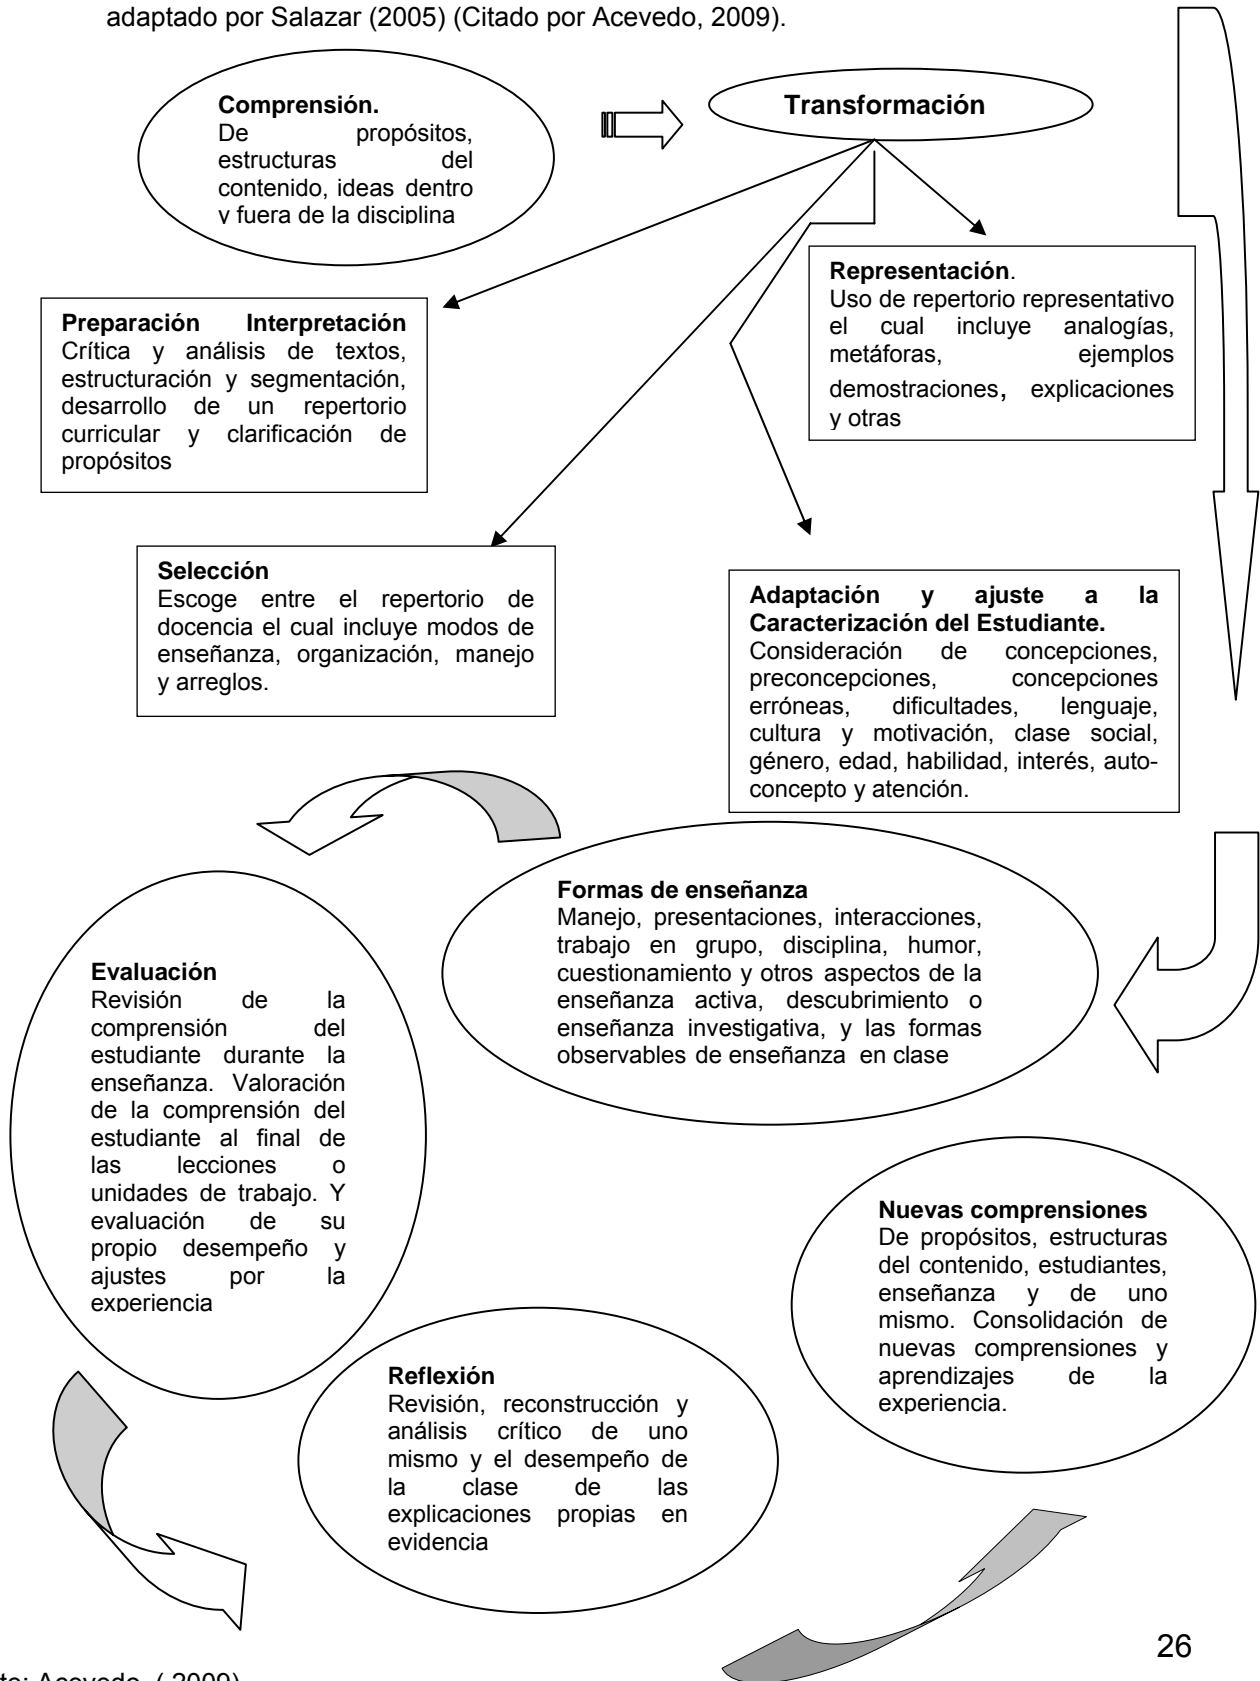 adaptado por Salazar (2005) (Citado por Acevedo, 2009).
Comprensión.
De propósitos,
estructuras del
contenido, ideas dentro
y fuera de la disciplina
Transformación
Representación.
Uso de repertorio representativo
el cual incluye analogías,
metáforas, ejemplos
demostraciones, explicaciones
y otras
Preparación Interpretación
Crítica y análisis de textos,
estructuración y segmentación,
desarrollo de un repertorio
curricular y clarificación de
propósitos
Selección
Escoge entre el repertorio de
docencia el cual incluye modos de
enseñanza, organización, manejo
y arreglos.
Adaptación y ajuste a la
Caracterización del Estudiante.
Consideración de concepciones,
preconcepciones, concepciones
erróneas, dificultades, lenguaje,
cultura y motivación, clase social,
género, edad, habilidad, interés, auto-
concepto y atención.
Formas de enseñanza
Manejo, presentaciones, interacciones,
trabajo en grupo, disciplina, humor,
cuestionamiento y otros aspectos de la
enseñanza activa, descubrimiento o
enseñanza investigativa, y las formas
observables de enseñanza en clase
Evaluación
Revisión de la
comprensión del
estudiante durante la
enseñanza. Valoración
de la comprensión del
estudiante al final de
las lecciones o
unidades de trabajo. Y
evaluación de su
propio desempeño y
ajustes por la
experiencia
Nuevas comprensiones
De propósitos, estructuras
del contenido, estudiantes,
enseñanza y de uno
mismo. Consolidación de
nuevas comprensiones y
aprendizajes de la
experiencia.
Reflexión
Revisión, reconstrucción y
análisis crítico de uno
mismo y el desempeño de
la clase de las
explicaciones propias en
evidencia
26
Acevedo, ( 2009)